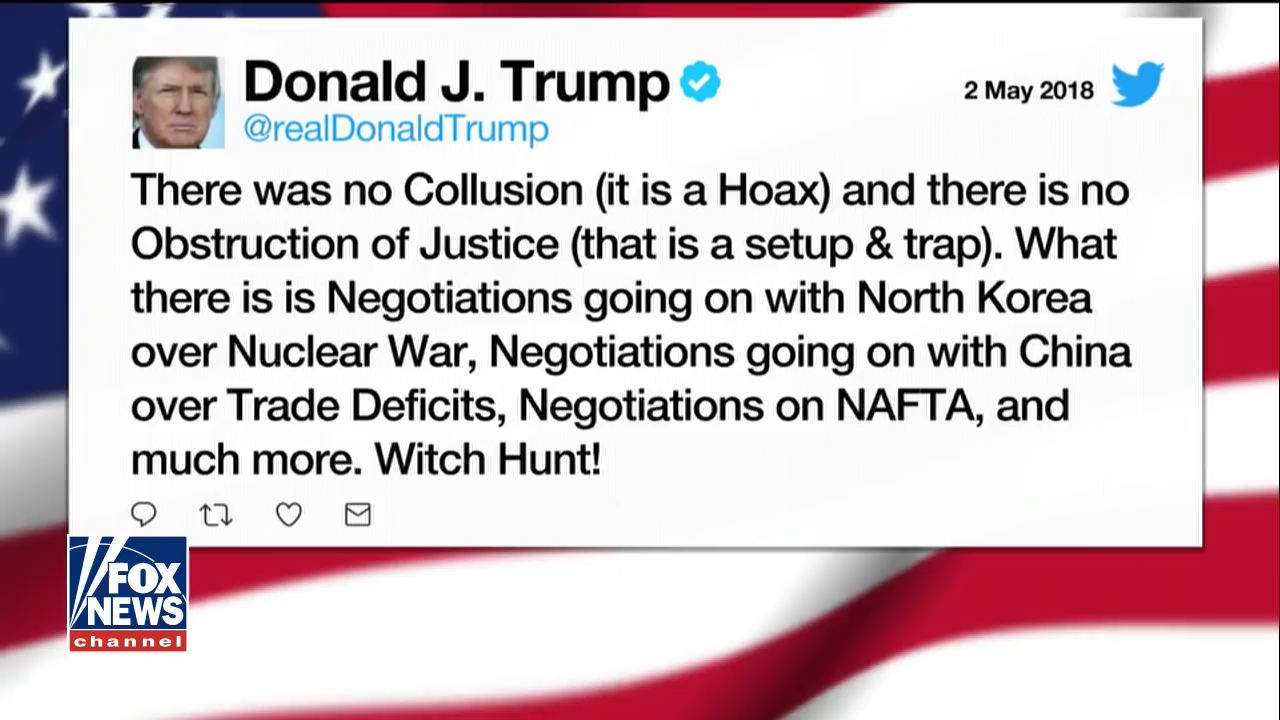 Donald J. Trump
2 May 2018
@realDonaldTrump
There was no Collusion (it is a Hoax) and there is no
Obstruction of Justice (that is a setup & trap). What
there is is Negotiations going on with North Korea
over Nuclear War, Negotiations going on with China
over Trade Deficits, Negotiations on NAFTA, and
much more. Witch Hunt!
FOX
NEWS
channel